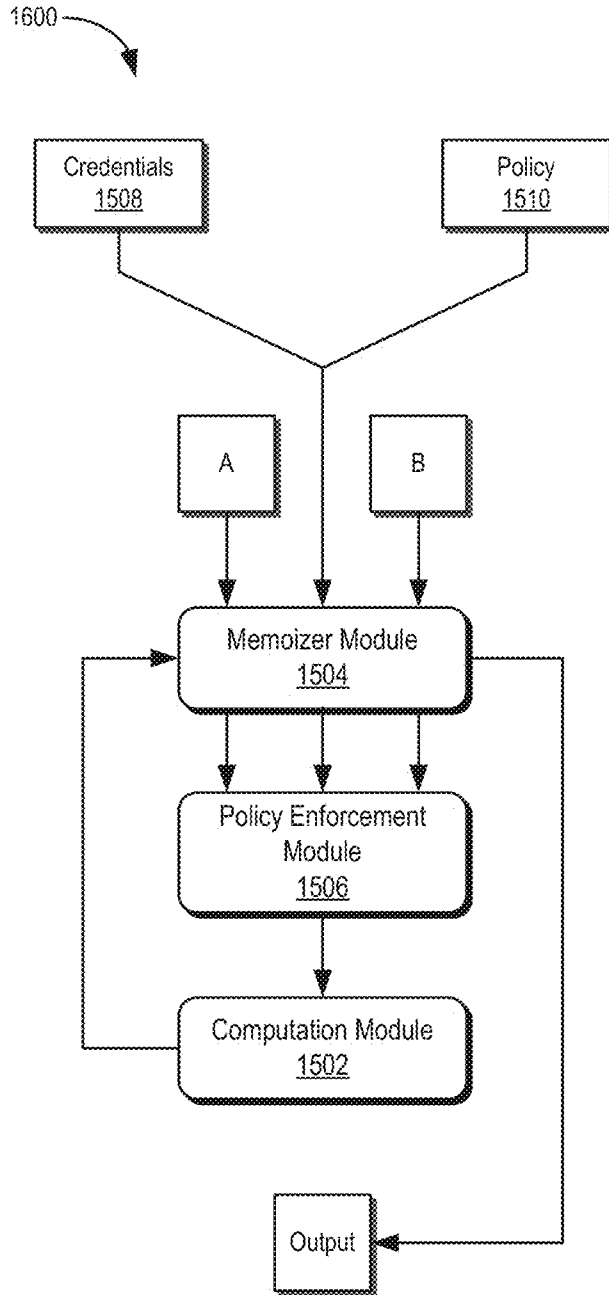 1600
Credentials
1508
Policy
1510
A
B
Memoizer Module
1504
Policy Enforcement
Module
1506
Computation Module
1502
Output